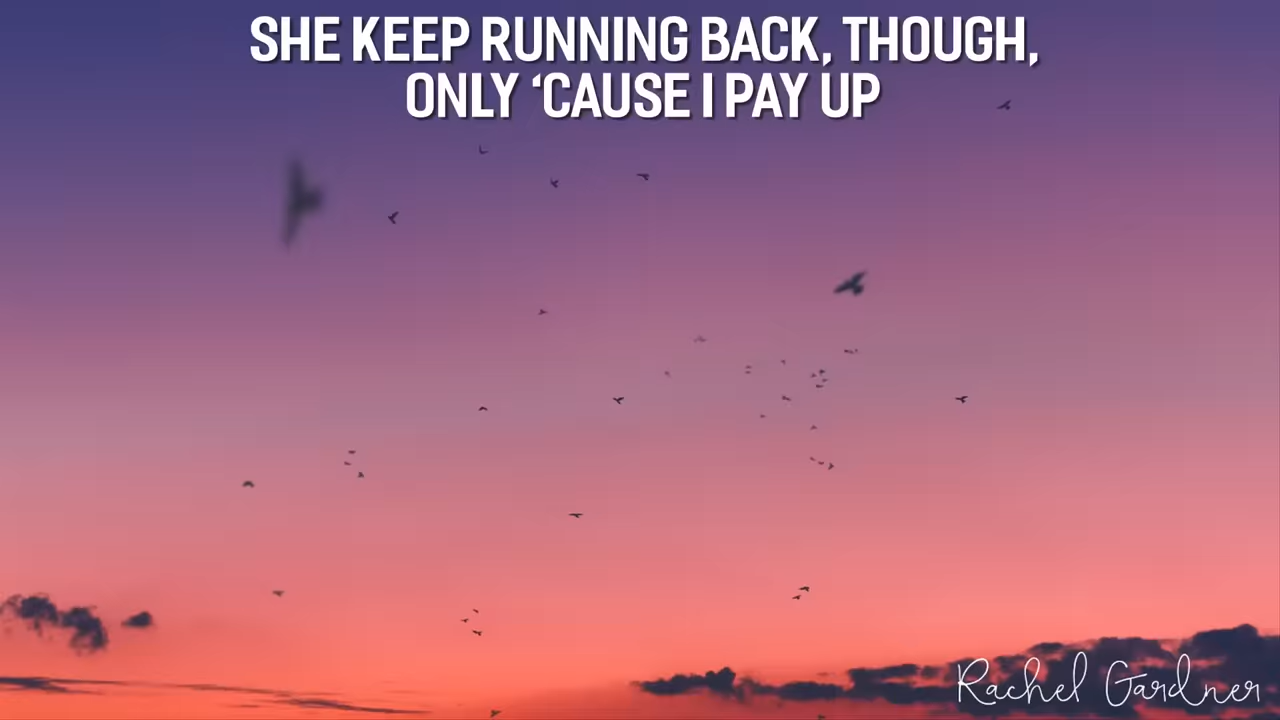 SHE KEEP RUNNING BACK, THOUGH,
ONLY ‘CAUSE I PAY UP
Rachel Gardner